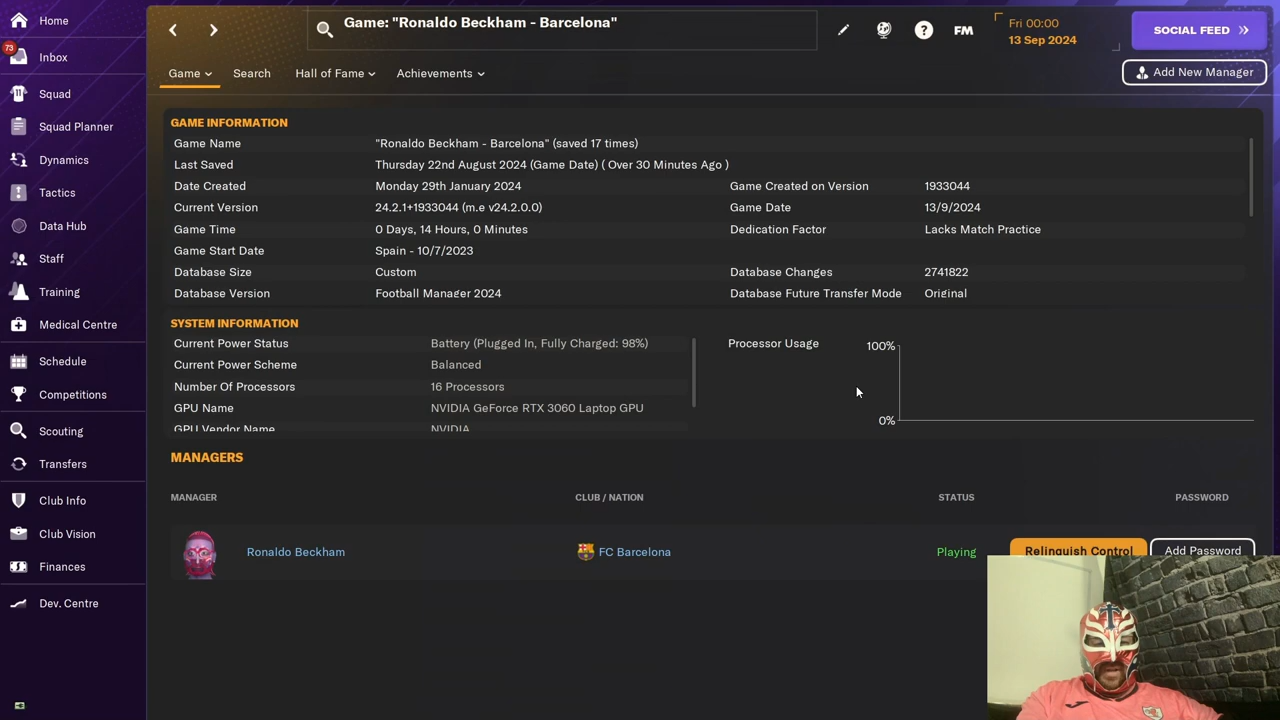 Home
Game: "Ronaldo Beckham - Barcelona"
FM
Fri 00:00
13 Sep 2024
SOCIAL FEED
73
Inbox
Game
Search
Hall of Fame
Achievements
Add New Manager
Squad
Squad Planner
Dynamics
Tactics
Data Hub
Staff
Training
Medical Centre
Schedule
Competitions
Scouting
Transfers
Club Info
Club Vision
Finances
Dev. Centre
GAME INFORMATION
Game Name "Ronaldo Beckham - Barcelona" (saved 17 times)
Last Saved Thursday 22nd August 2024 (Game Date) ( Over 30 Minutes Ago )
Date Created Monday 29th January 2024 Game Created on Version 1933044
Current Version 24.2.1+1933044 (m.e v24.2.0.0) Game Date 13/9/2024
Game Time 0 Days, 14 Hours, 0 Minutes Dedication Factor Lacks Match Practice
Game Start Date Spain - 10/7/2023
Database Size Custom Database Changes 2741822
Database Version Football Manager 2024 Database Future Transfer Mode Original
SYSTEM INFORMATION
Current Power Status Battery (Plugged In, Fully Charged: 98%) Processor Usage 100%
Current Power Scheme Balanced
Number Of Processors 16 Processors
GPU Name NVIDIA GeForce RTX 3060 Laptop GPU
0%
GPU Vendor Name NVIDIA
MANAGERS
MANAGER CLUB / NATION STATUS PASSWORD
Ronaldo Beckham FC Barcelona Playing Relinquish Control Add Password